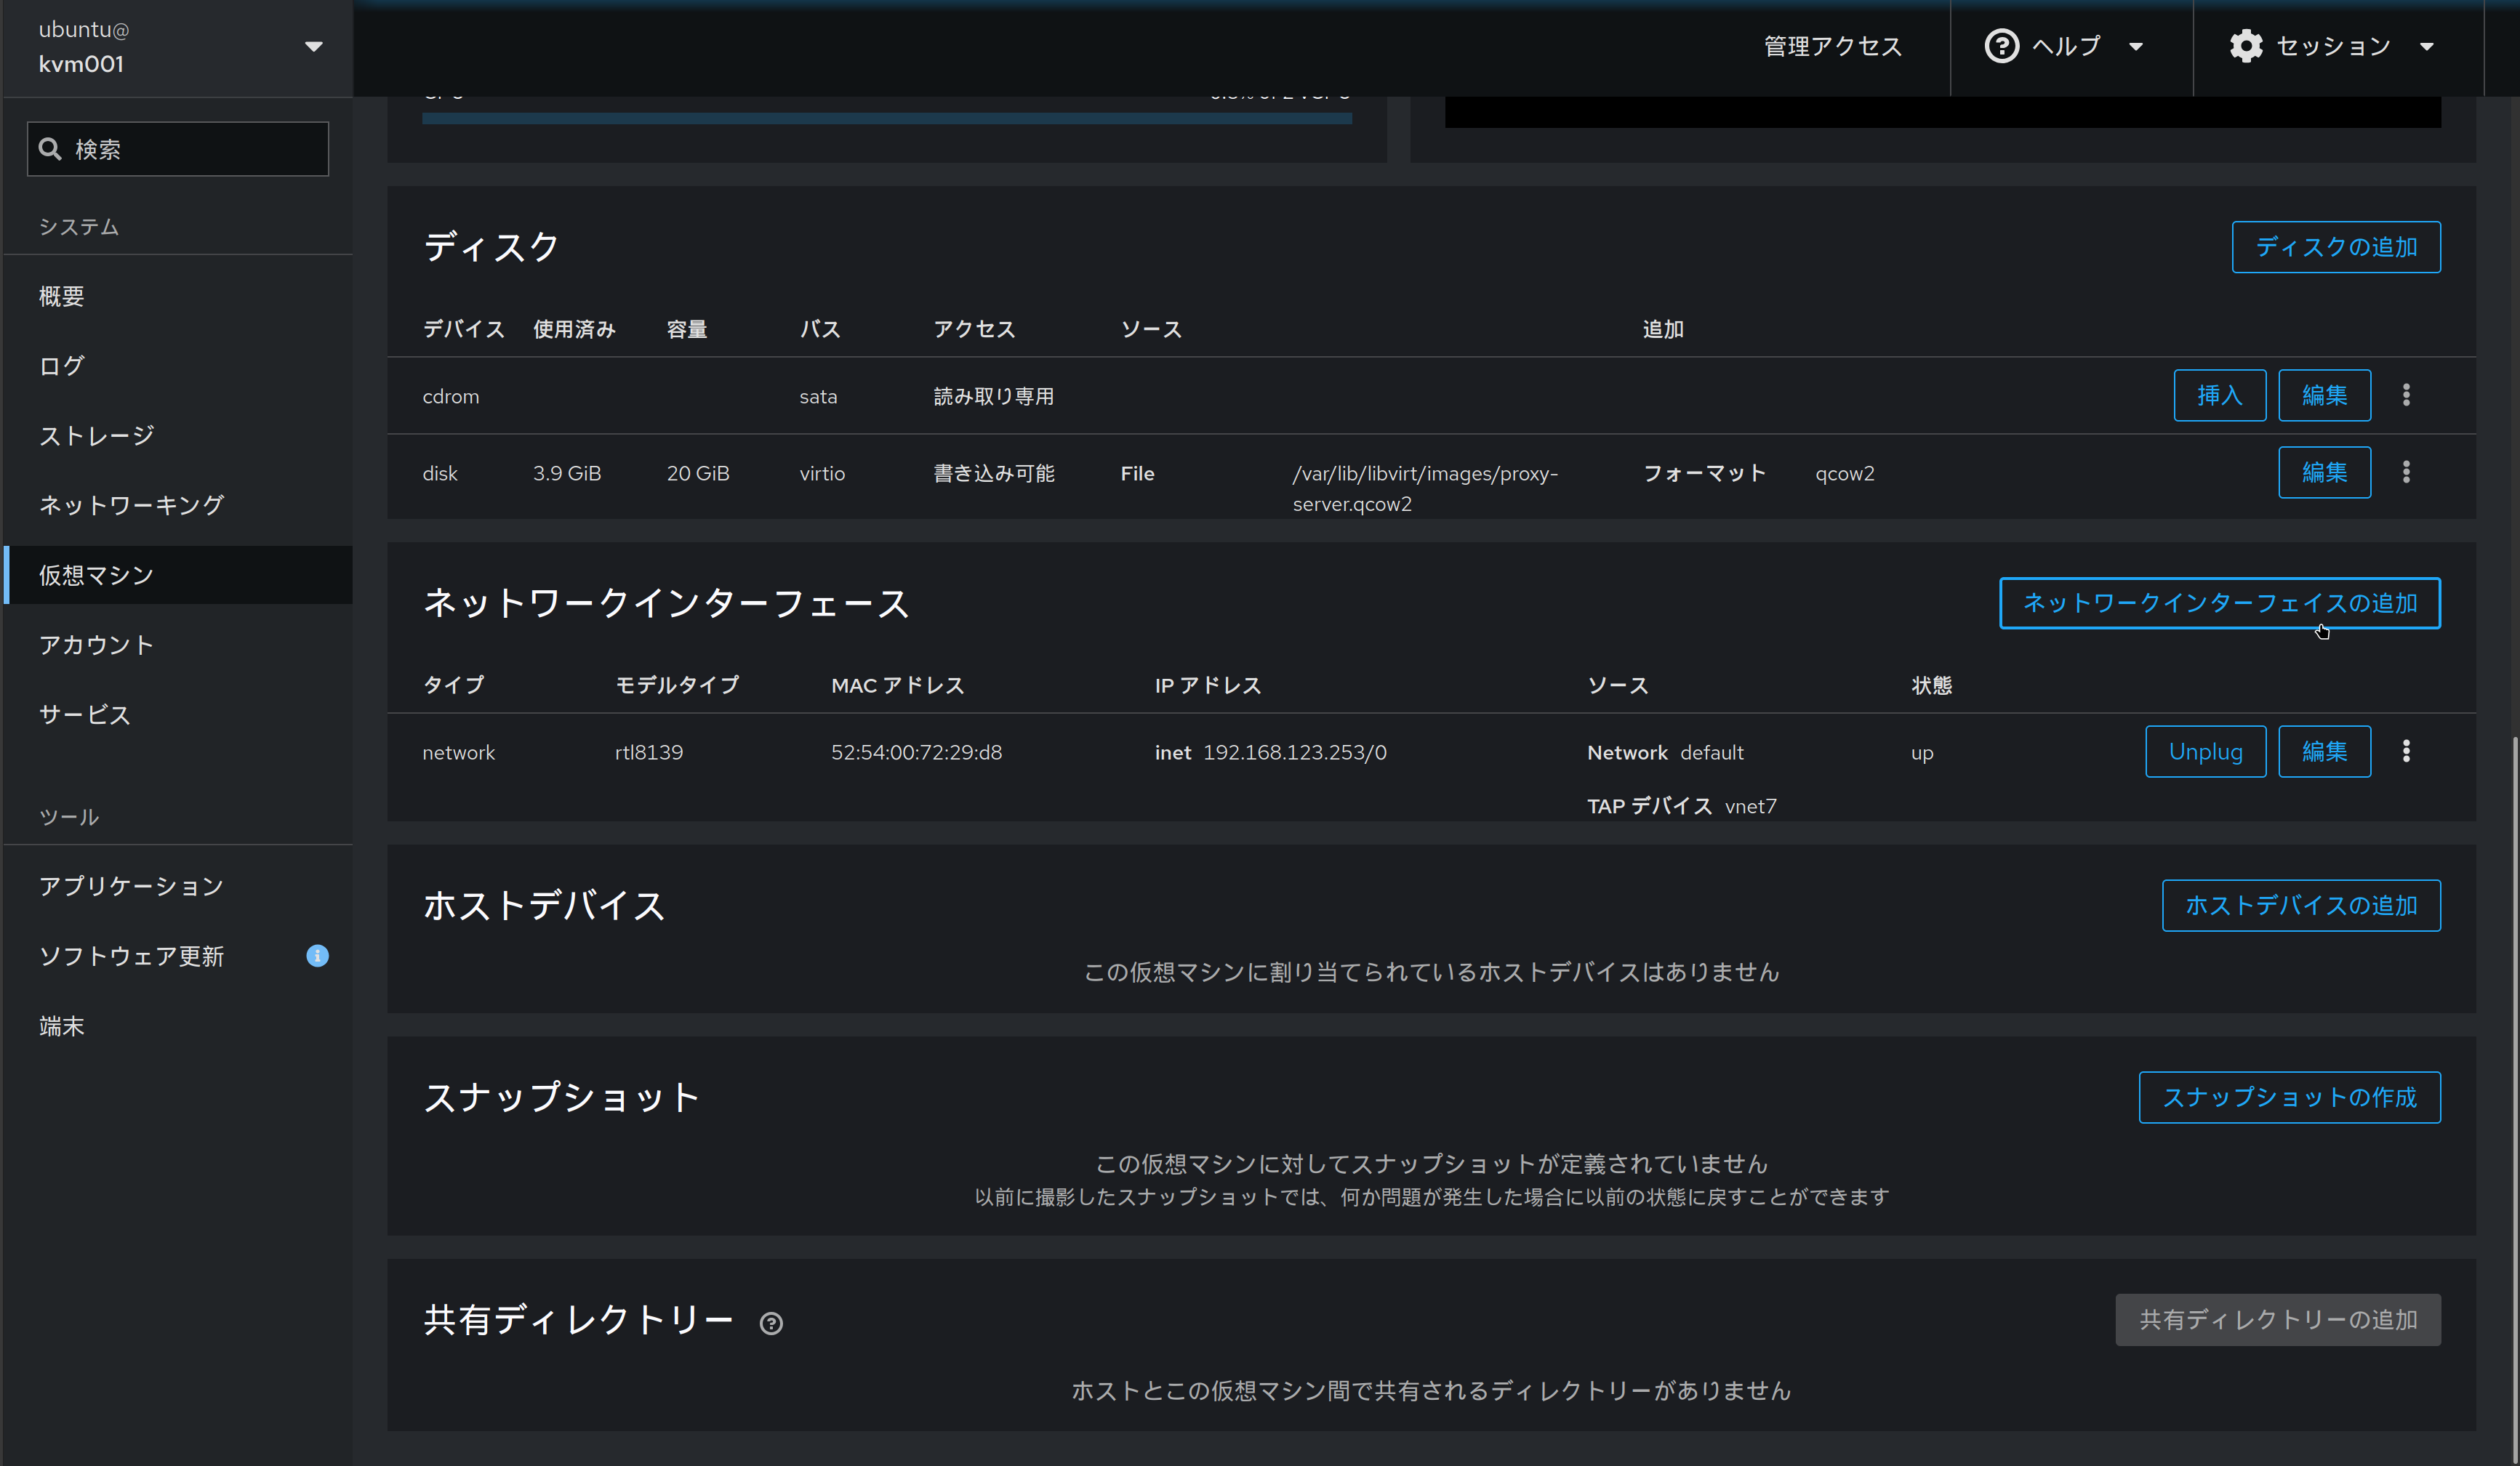 ubuntu@
kvm001
管理アクセス
ヘルプ
セッション
検索
システム
概要
ログ
ストレージ
ネットワーキング
仮想マシン
アカウント
サービス
ツール
アプリケーション
ソフトウェア更新
端末
ディスク
ディスクの追加
デバイス 使用済み 容量 バス アクセス ソース 追加
cdrom sata 読み取り専用 挿入 編集
disk 3.9 GiB 20 GiB virtio 書き込み可能 File /var/lib/libvirt/images/proxy- フォーマット qcow2 編集
server.qcow2
ネットワークインターフェース
ネットワークインターフェイスの追加
タイプ モデルタイプ MAC アドレス IP アドレス ソース 状態
network rtl8139 52:54:00:72:29:d8 inet 192.168.123.253/0 Network default up Unplug 編集
TAP デバイス vnet7
ホストデバイス
ホストデバイスの追加
この仮想マシンに割り当てられているホストデバイスはありません
スナップショット
スナップショットの作成
この仮想マシンに対してスナップショットが定義されていません
以前に撮影したスナップショットでは、何か問題が発生した場合に以前の状態に戻すことができます
共有ディレクトリー
共有ディレクトリーの追加
ホストとこの仮想マシン間で共有されるディレクトリーがありません